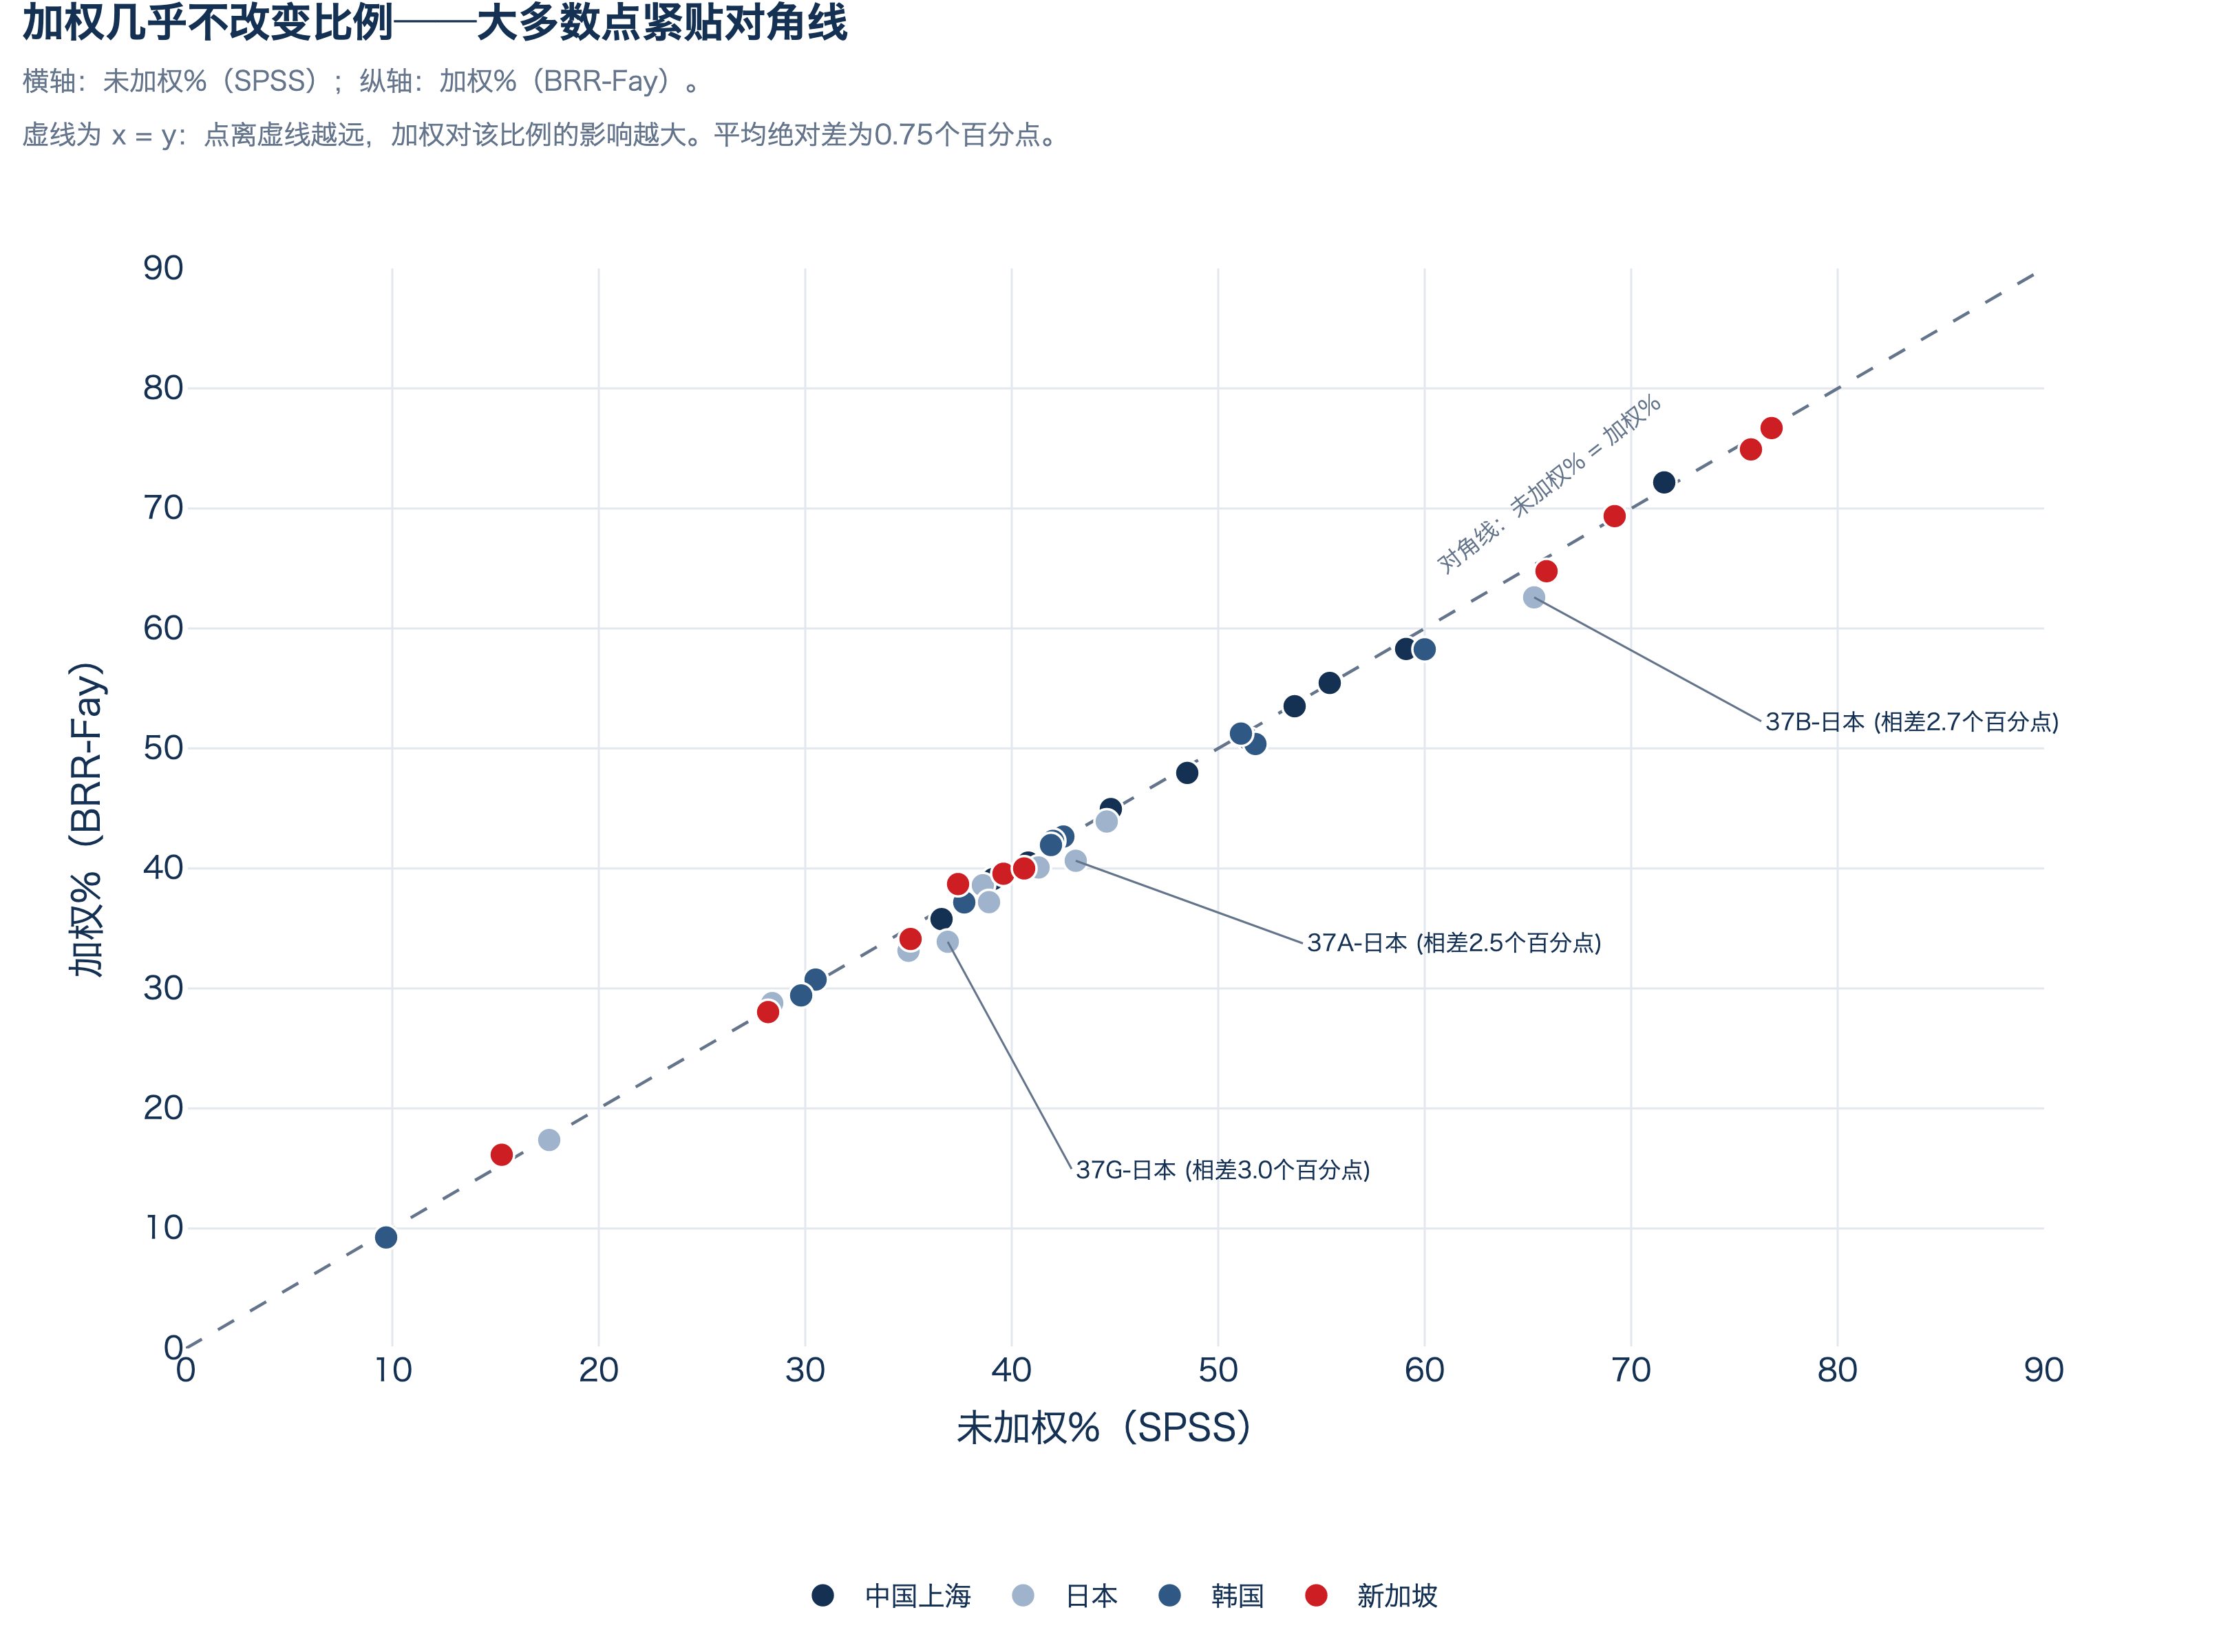 加权几乎不改变比例——大多数点紧贴对角线
横轴：未加权%（SPSS）；纵轴：加权%（BRR-Fay）。
虚线为 x = y：点离虚线越远，加权对该比例的影响越大。平均绝对差为0.75个百分点。
90
80
70
60
50
40
30
20
10
0
加权%（BRR-Fay）
对角线：未加权% = 加权%
37B-日本 (相差2.7个百分点)
37A-日本 (相差2.5个百分点)
37G-日本 (相差3.0个百分点)
0 10 20 30 40 50 60 70 80 90
未加权%（SPSS）
中国上海 日本 韩国 新加坡